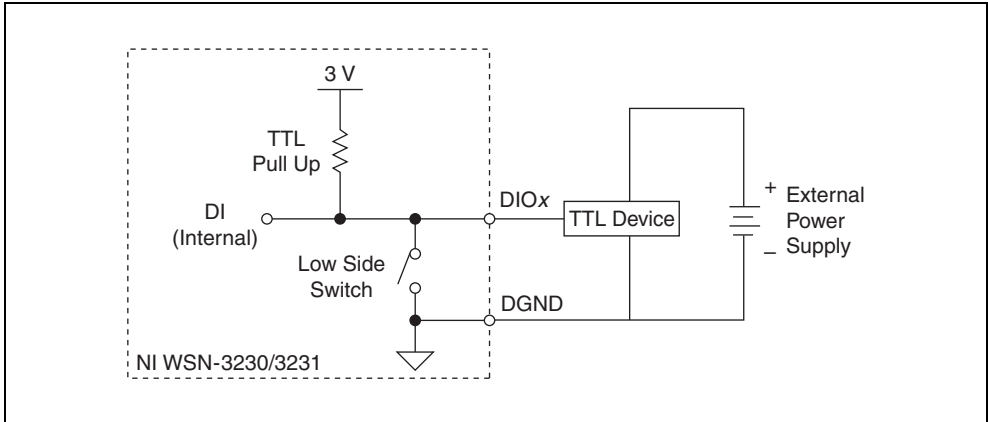 3 V
TTL
Pull Up
DI
(Internal)
Low Side
Switch
DIOx
TTL Device
+
External
Power
Supply
–
DGND
NI WSN-3230/3231